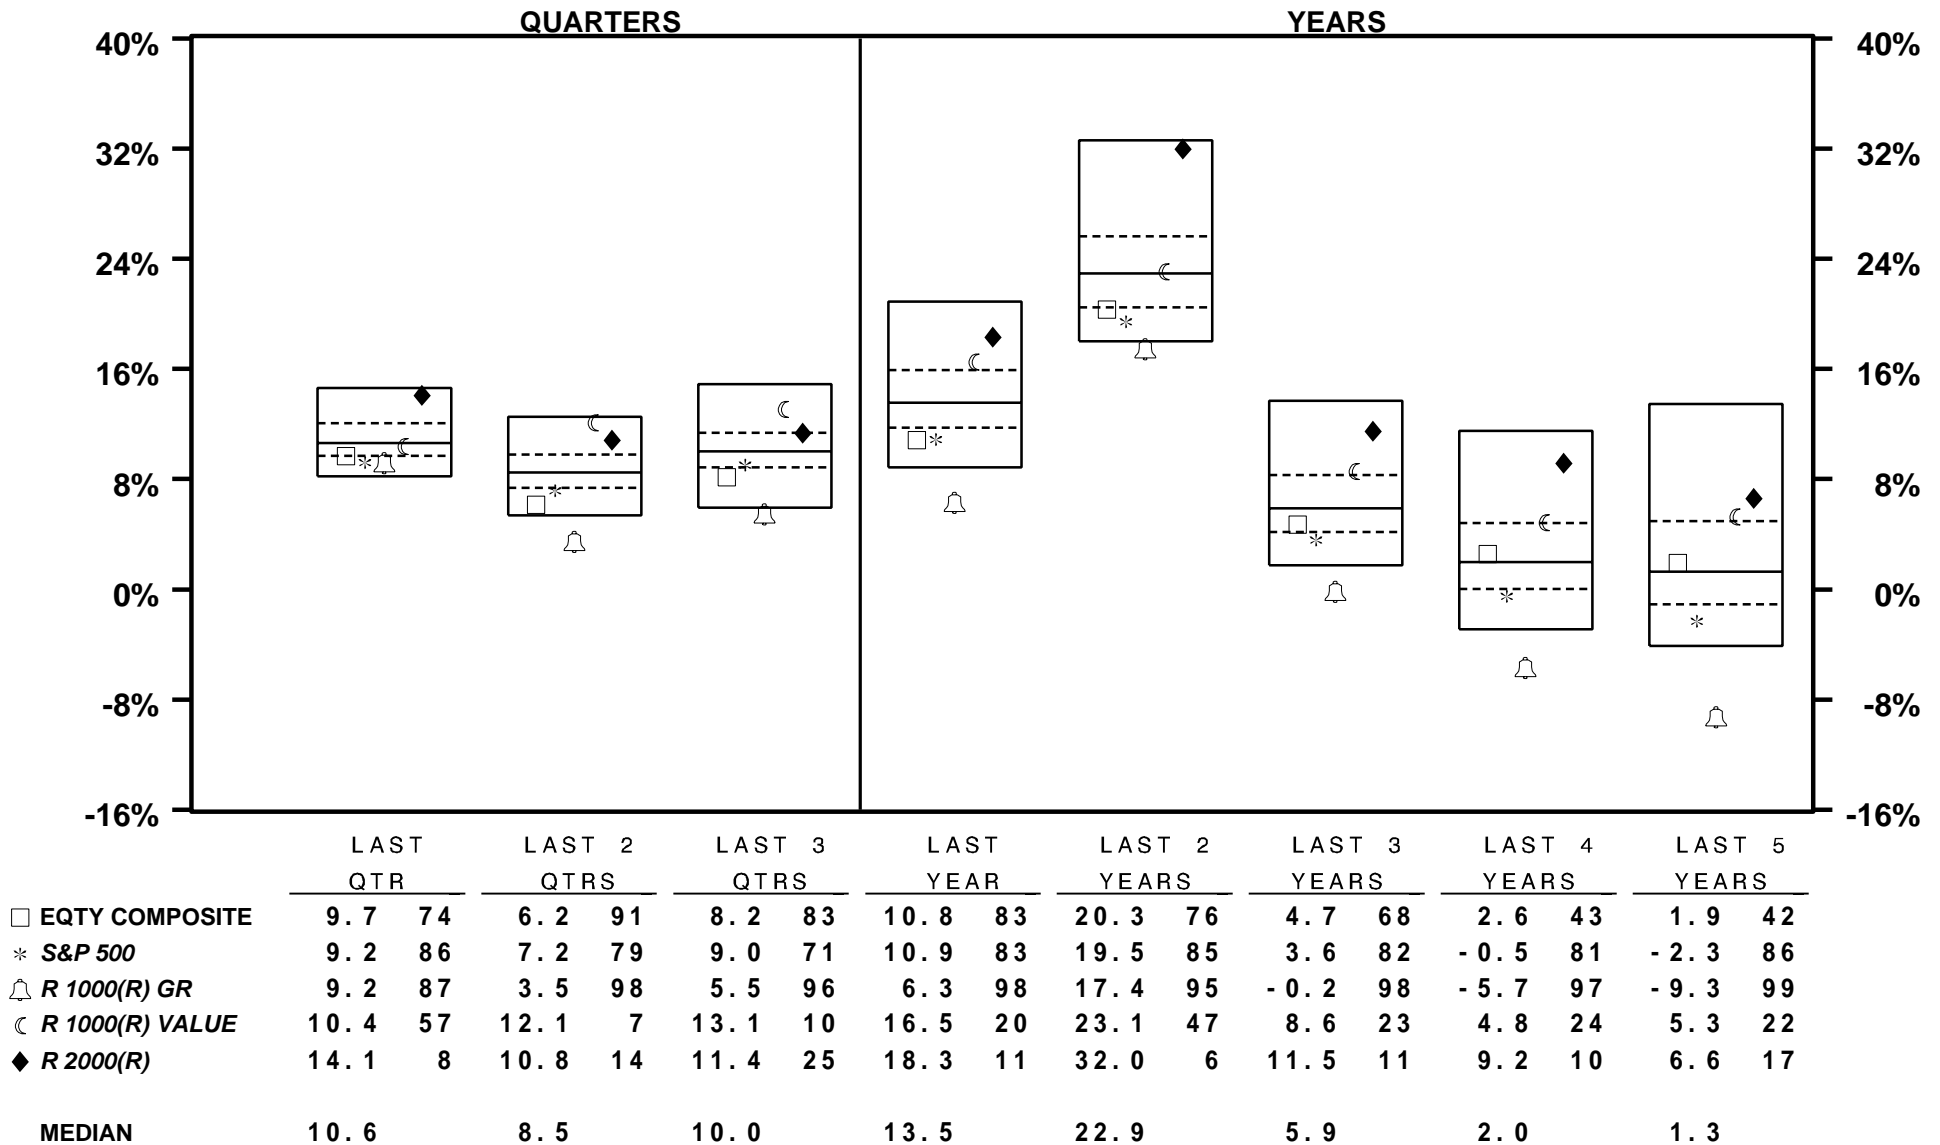 QUARTERS YEARS
40% 40%
32% 32%
24% 24%
16% 16%
8% 8%
0% 0%
-8% -8%
-16% -16%
LAST LAST 2 LAST 3 LAST LAST 2 LAST 3 LAST 4 LAST 5
QTR QTRS QTRS YEAR YEARS YEARS YEARS YEARS
EQTY COMPOSITE 9.7 74 6.2 91 8.2 83 10.8 83 20.3 76 4.7 68 2.6 43 1.9 42
* S&P 500 9.2 86 7.2 79 9.0 71 10.9 83 19.5 85 3.6 82 -0.5 81 -2.3 86
R 1000(R) GR 9.2 87 3.5 98 5.5 96 6.3 98 17.4 95 -0.2 98 -5.7 97 -9.3 99
R 1000(R) VALUE 10.4 57 12.1 7 13.1 10 16.5 20 23.1 47 8.6 23 4.8 24 5.3 22
R 2000(R) 14.1 8 10.8 14 11.4 25 18.3 11 32.0 6 11.5 11 9.2 10 6.6 17
MEDIAN 10.6 8.5 10.0 13.5 22.9 5.9 2.0 1.3